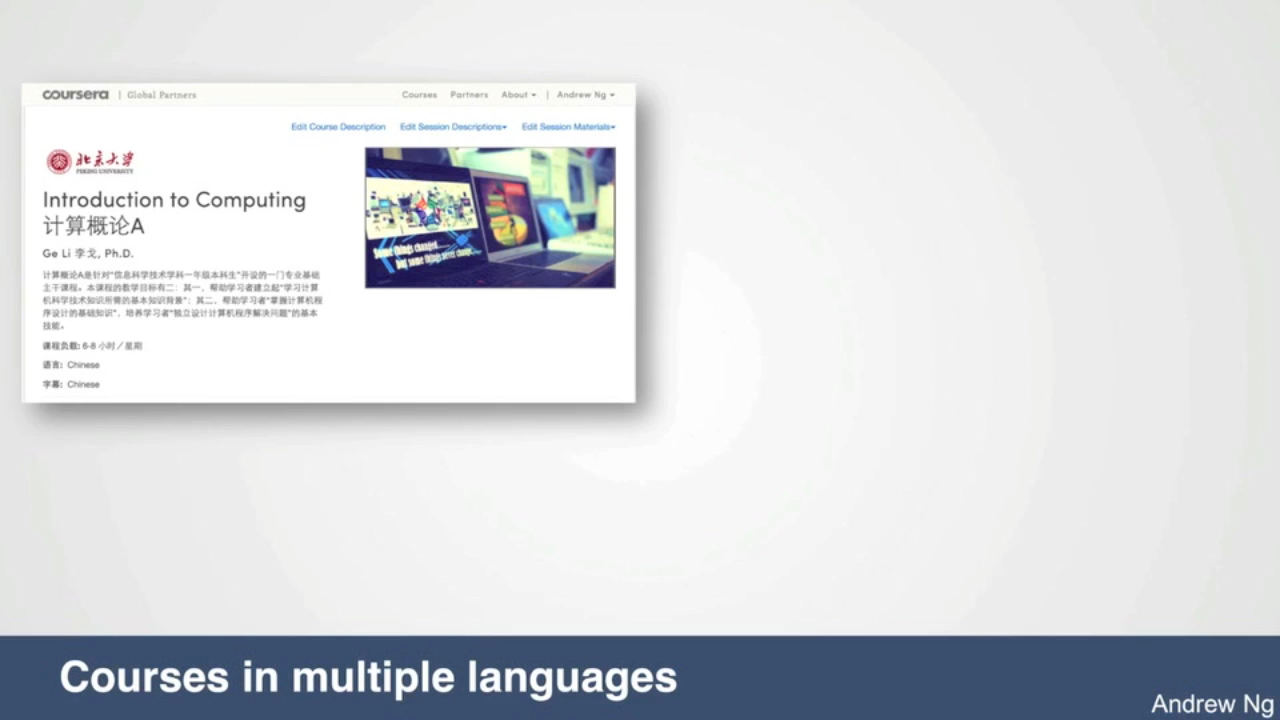 coursera | Global Partners
Courses Partners About | Andrew Ng
Edit Course Description Edit Session Descriptions Edit Session Materials
北京大学
PEKING UNIVERSITY
Introduction to Computing
计算概论A
Ge Li 李戈, Ph.D.
计算概论A是针对“信息科学技术学科一年级本科生”开设的一门专业基础
主干课程。本课程的教学目标有二：其一，帮助学习者建立起“学习计算
机科学技术知识所需的基本知识背景”；其二，帮助学习者“掌握计算机程
序设计的基础知识”，培养学习者“独立设计计算机程序解决问题”的基本
技能。
课程负载: 6-8 小时／星期
语言: Chinese
字幕: Chinese
Some things changed
but some things never change
Courses in multiple languages
Andrew Ng